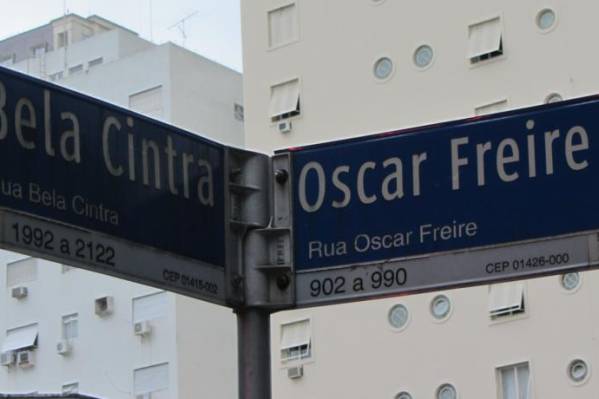 Bela Cintra
ua Bela Cintra
1992 a 2122
CEP 01415-002
Oscar Freire
Rua Oscar Freire
902 a 990
CEP 01426-000